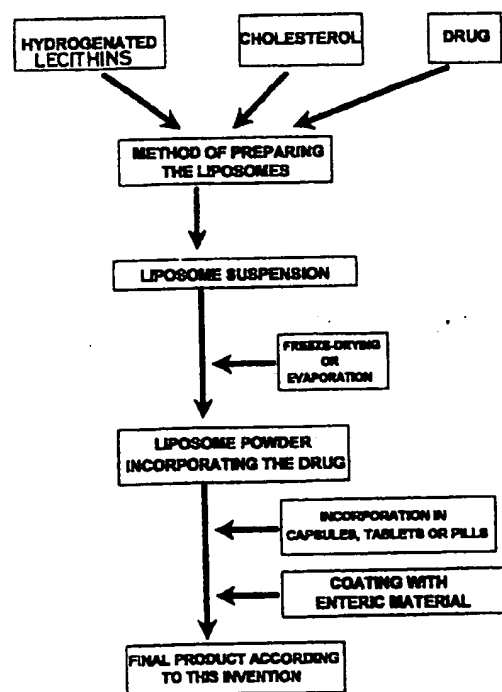 HYDROGENATED
LECITHINS
CHOLESTEROL
DRUG
METHOD OF PREPARING
THE LIPOSOMES
LIPOSOME SUSPENSION
FREEZE-DRYING
OR
EVAPORATION
LIPOSOME POWDER
INCORPORATING THE DRUG
INCORPORATION IN
CAPSULES, TABLETS OR PILLS
COATING WITH
ENTERIC MATERIAL
FINAL PRODUCT ACCORDING
TO THIS INVENTION